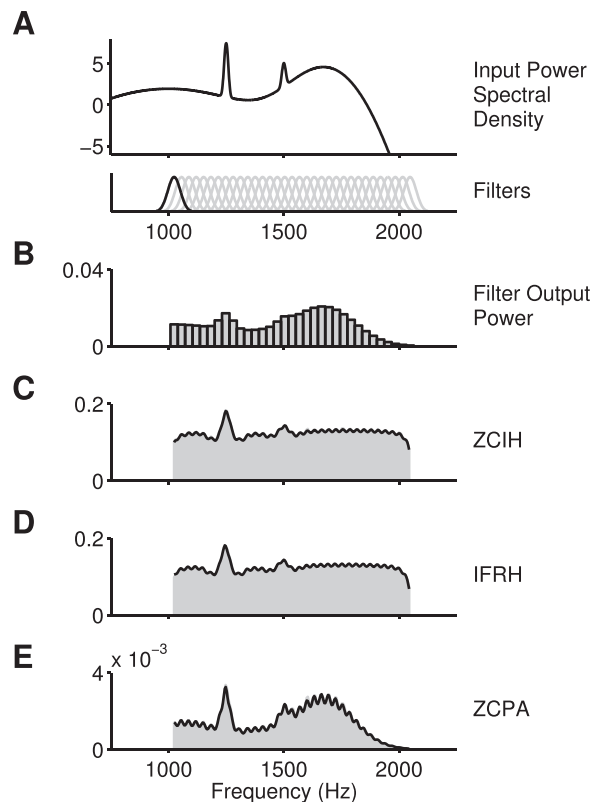 A
5
0
−5
Input Power
Spectral
Density
Filters
1000 1500 2000
B
0.04
0
Filter Output
Power
C
0.2
0
ZCIH
D
0.2
0
IFRH
E
x 10−3
4
0
ZCPA
1000 1500 2000
Frequency (Hz)